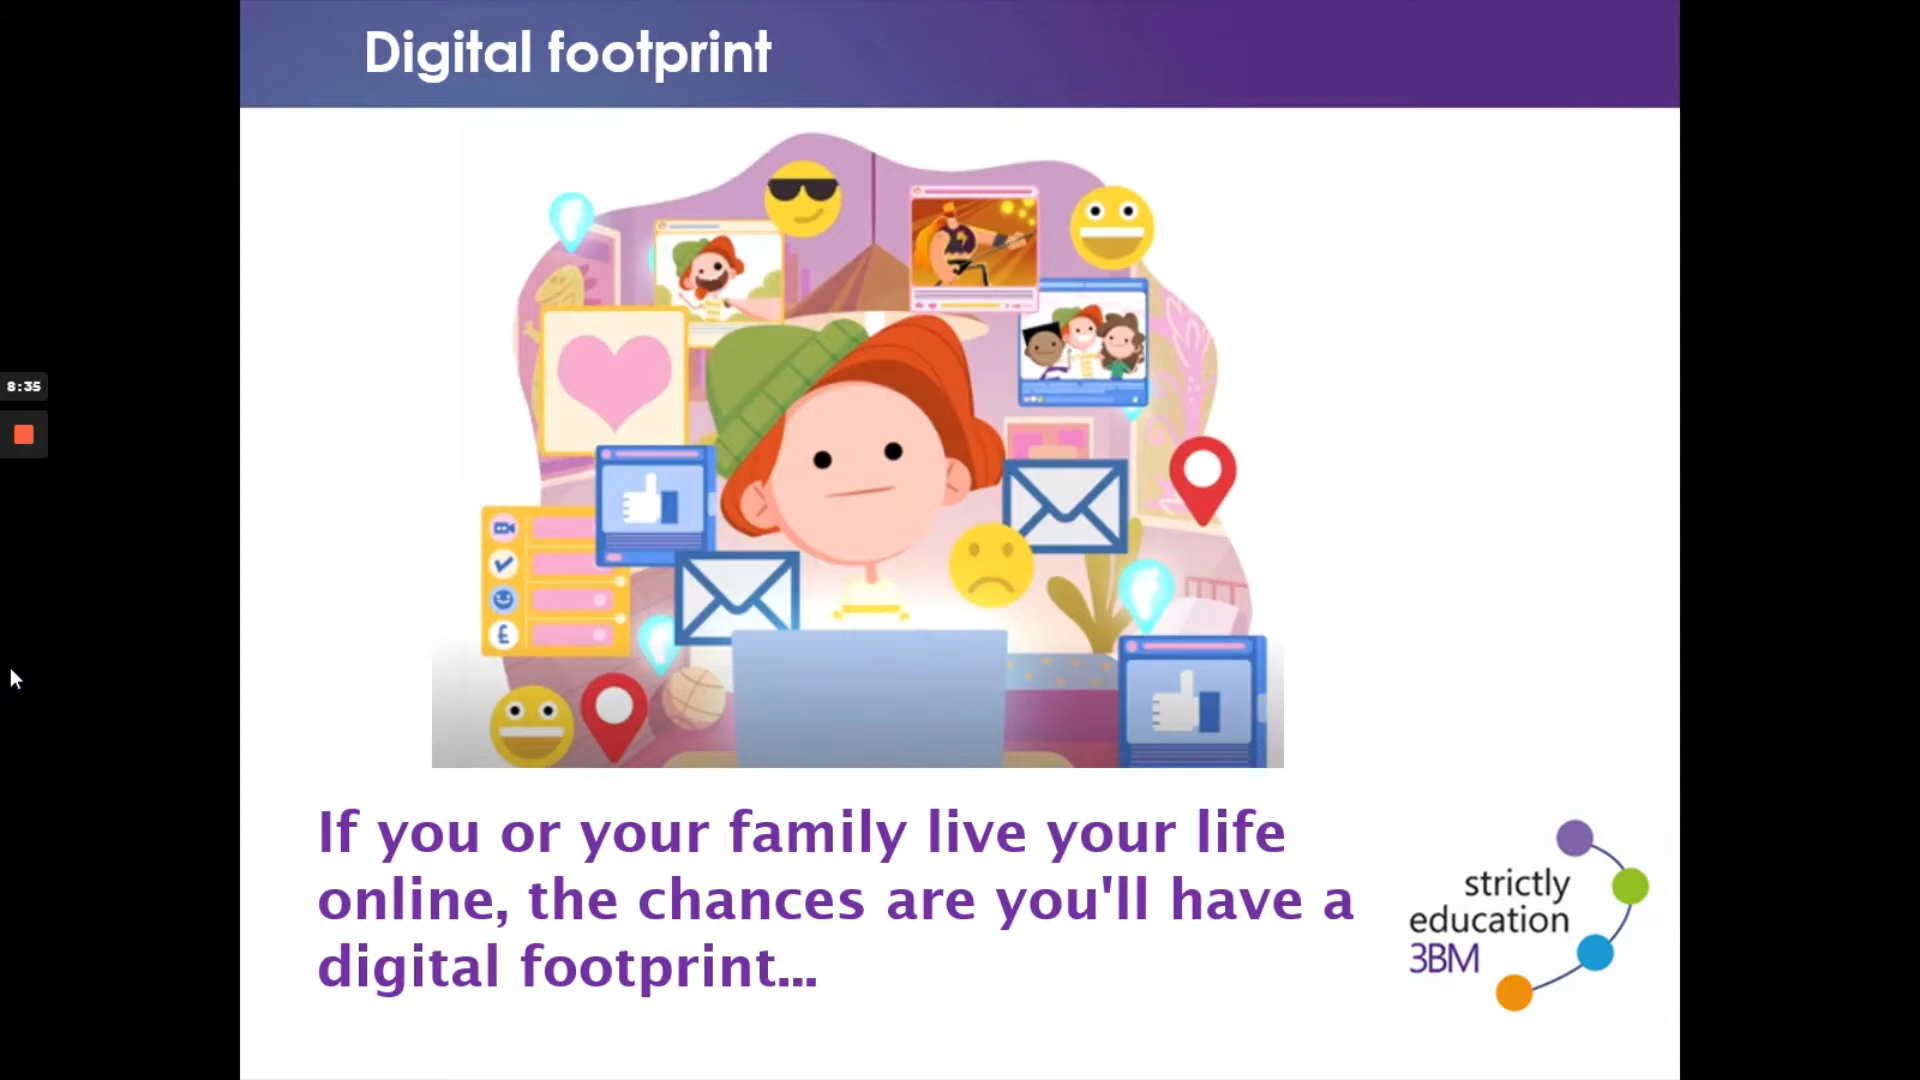 Digital footprint
8:35
£
If you or your family live your life
online, the chances are you'll have a
digital footprint...
strictly
education
3BM